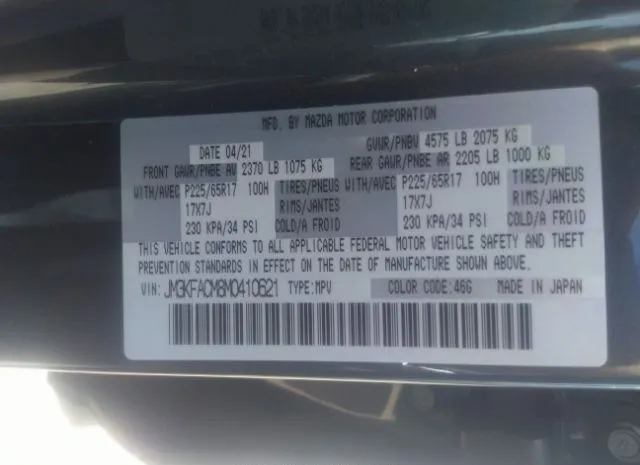 MFD. BY MAZDA MOTOR CORPORATION
DATE 04/21 GVWR/PNBV 4575 LB 2075 KG
FRONT GAWR/PNBE AV 2370 LB 1075 KG REAR GAWR/PNBE AR 2205 LB 1000 KG
WITH/AVEC P225/65R17 100H TIRES/PNEUS WITH/AVEC P225/65R17 100H TIRES/PNEUS
17X7J RIMS/JANTES 17X7J RIMS/JANTES
230 KPA/34 PSI COLD/A FROID 230 KPA/34 PSI COLD/A FROID
THIS VEHICLE CONFORMS TO ALL APPLICABLE FEDERAL MOTOR VEHICLE SAFETY AND THEFT
PREVENTION STANDARDS IN EFFECT ON THE DATE OF MANUFACTURE SHOWN ABOVE.
VIN: JM3KFACM8M0410621 TYPE:MPV COLOR CODE:46G MADE IN JAPAN